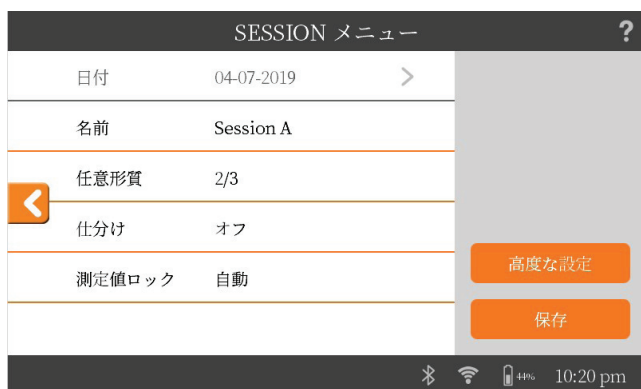 SESSION メニュー ?
日付 04-07-2019
名前 Session A
任意形質 2/3
仕分け オフ
測定値ロック 自動
高度な設定
保存
44% 10:20 pm